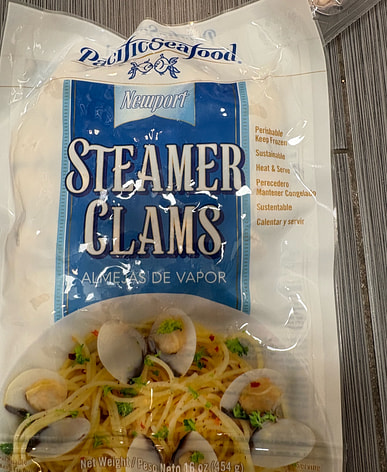 PacificSeafood
Newport
STEAMER
CLAMS
ALMEJAS DE VAPOR
Perishable
Keep Frozen
Sustainable
Heat & Serve
Perecedero
Mantener Congelado
Sustentable
Calentar y servir
Net Weight/Peso Neto 16 oz (454g)